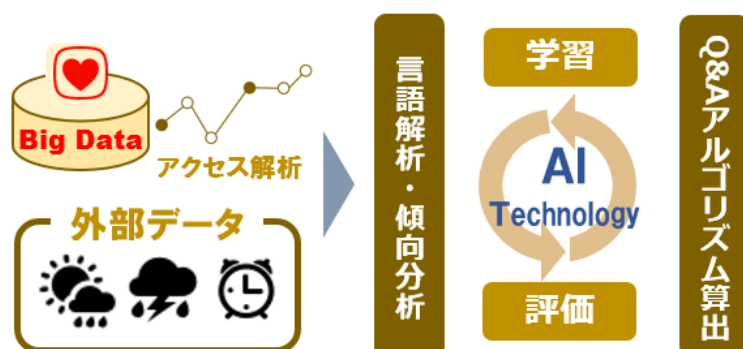 Big Data
アクセス解析
外部データ
言語解析・傾向分析
学習
AI
Technology
評価
Q&Aアルゴリズム算出